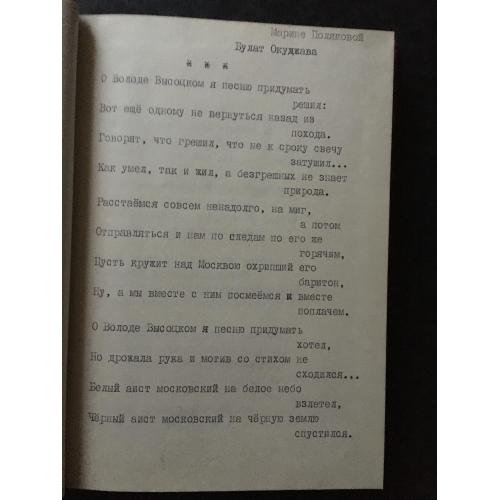 Марине Поляковой
Булат Окуджава
* * *
О Володе Высоцком я песню придумать
решил:
Вот ещё одному не вернуться назад из
похода.
Говорят, что грешил, что не к сроку свечу
затушил...
Как умел, так и жил, а безгрешных не знает
природа.
Расстаёмся совсем ненадолго, на миг,
а потом
Отправляться и нам по следам по его же
горячим,
Пусть кружит над Москвою охрипший его
баритон,
Ну, а мы вместе с ним посмеёмся и вместе
поплачем.
О Володе Высоцком я песню придумать
хотел,
Но дрожала рука и мотив со стихом не
сходился...
Белый аист московский на белое небо
взлетел,
Чёрный аист московский на чёрную землю
спустился.